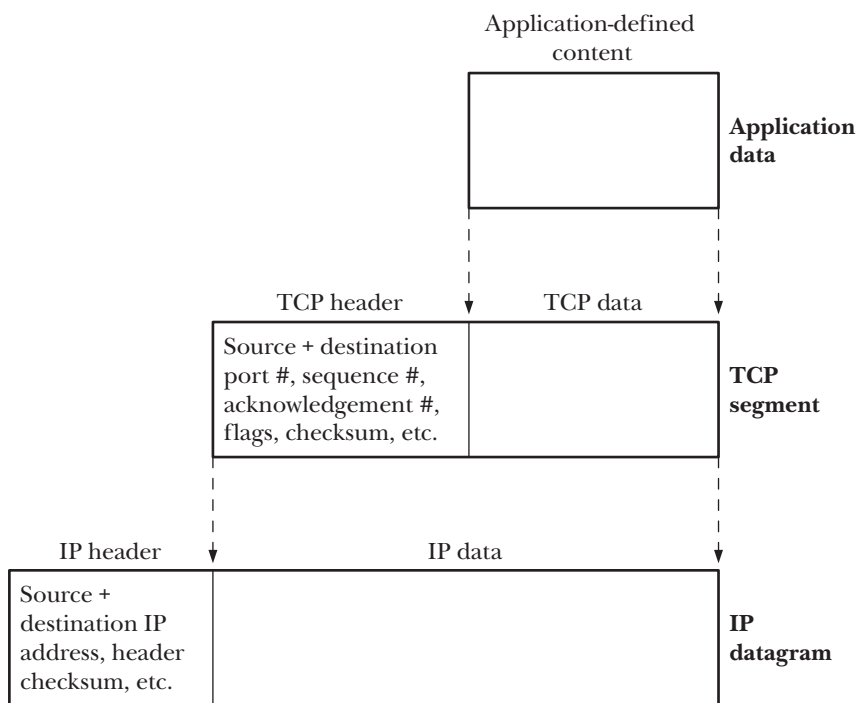 Application-defined
content
Application
data
TCP header
TCP data
Source + destination
port #, sequence #,
acknowledgement #,
flags, checksum, etc.
TCP
segment
IP header
IP data
Source +
destination IP
address, header
checksum, etc.
IP
datagram